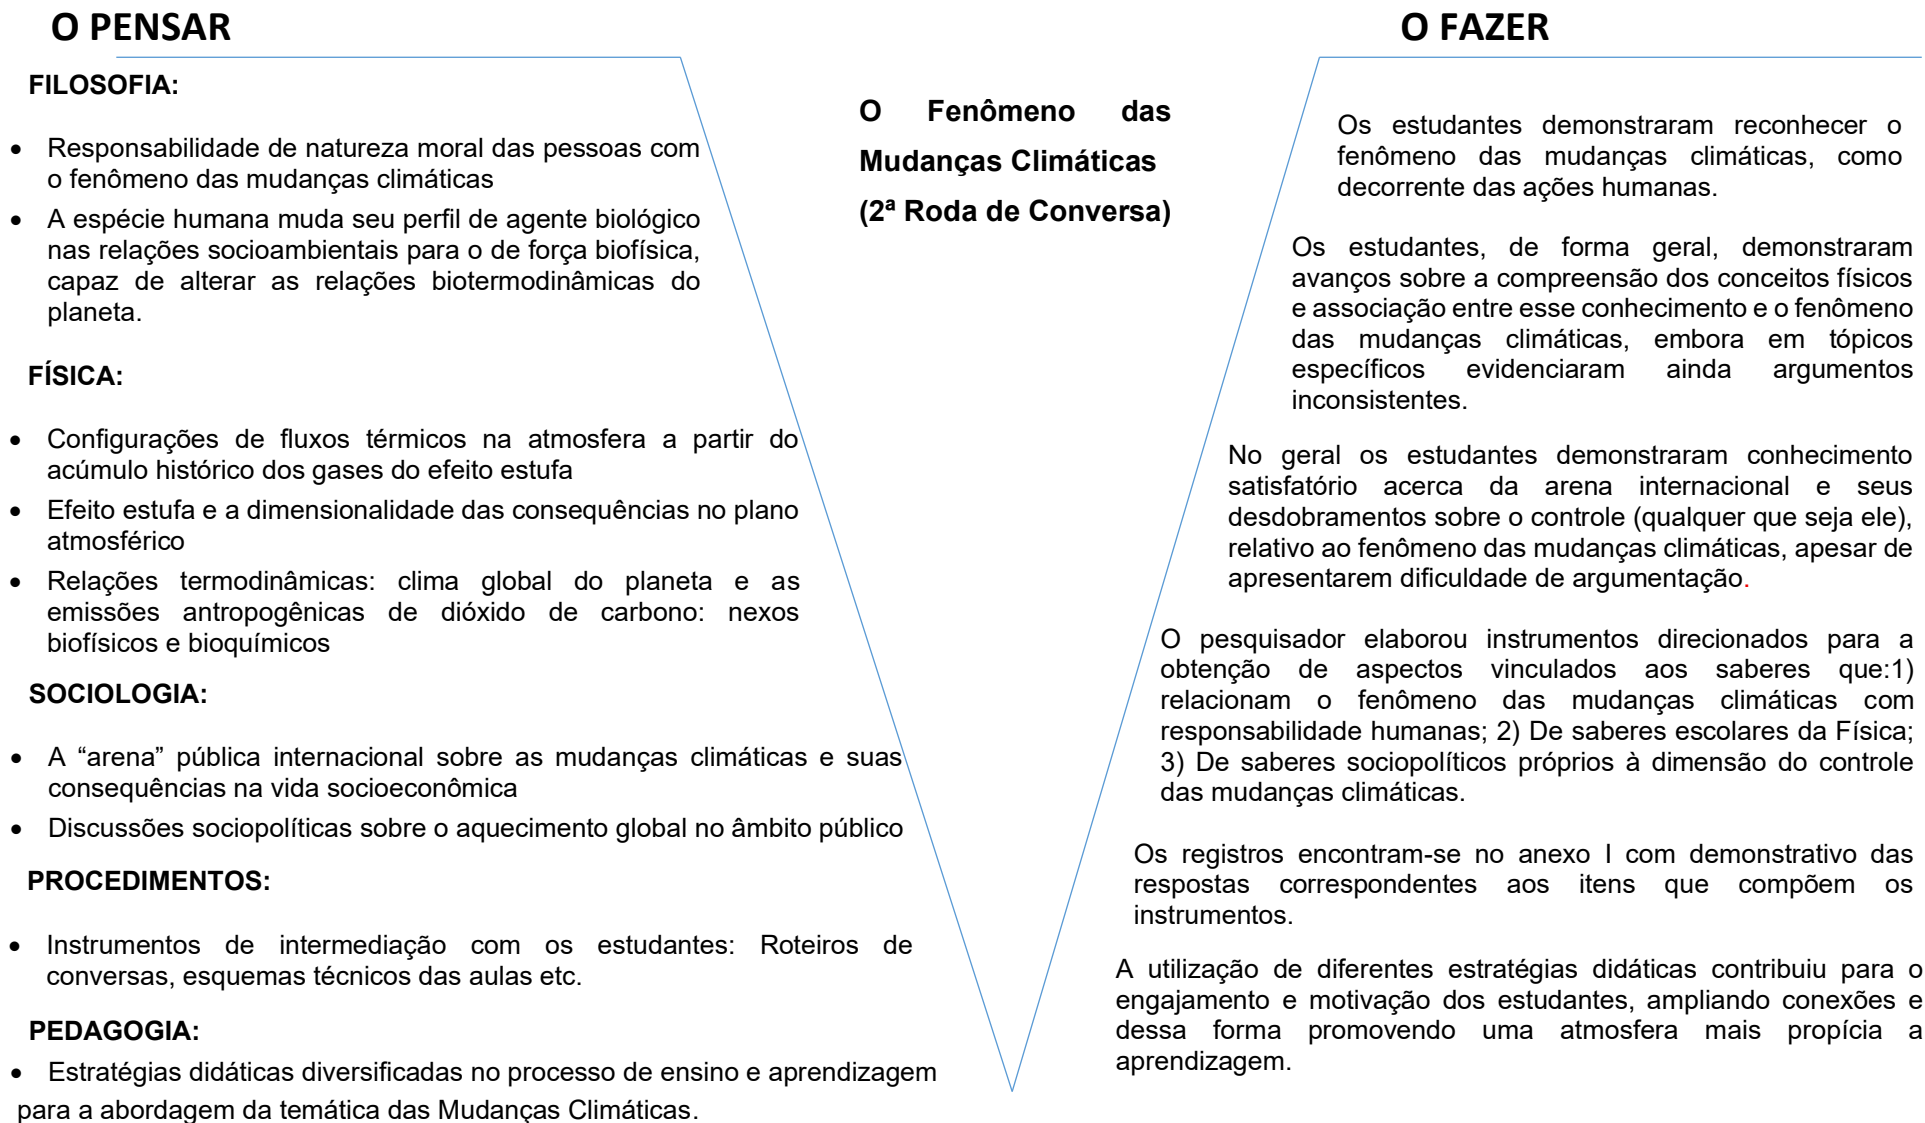 O PENSAR
FILOSOFIA:
• Responsabilidade de natureza moral das pessoas com
o fenômeno das mudanças climáticas
• A espécie humana muda seu perfil de agente biológico
nas relações socioambientais para o de força biofísica,
capaz de alterar as relações biotermodinâmicas do
planeta.
FÍSICA:
• Configurações de fluxos térmicos na atmosfera a partir do
acúmulo histórico dos gases do efeito estufa
• Efeito estufa e a dimensionalidade das consequências no plano
atmosférico
• Relações termodinâmicas: clima global do planeta e as
emissões antropogênicas de dióxido de carbono: nexos
biofísicos e bioquímicos
SOCIOLOGIA:
• A “arena” pública internacional sobre as mudanças climáticas e suas
consequências na vida socioeconômica
• Discussões sociopolíticas sobre o aquecimento global no âmbito público
PROCEDIMENTOS:
• Instrumentos de intermediação com os estudantes: Roteiros de
conversas, esquemas técnicos das aulas etc.
PEDAGOGIA:
• Estratégias didáticas diversificadas no processo de ensino e aprendizagem
para a abordagem da temática das Mudanças Climáticas.
O Fenômeno das
Mudanças Climáticas
(2ª Roda de Conversa)
O FAZER
Os estudantes demonstraram reconhecer o
fenômeno das mudanças climáticas, como
decorrente das ações humanas.
Os estudantes, de forma geral, demonstraram
avanços sobre a compreensão dos conceitos físicos
e associação entre esse conhecimento e o fenômeno
das mudanças climáticas, embora em tópicos
específicos evidenciaram ainda argumentos
inconsistentes.
No geral os estudantes demonstraram conhecimento
satisfatório acerca da arena internacional e seus
desdobramentos sobre o controle (qualquer que seja ele),
relativo ao fenômeno das mudanças climáticas, apesar de
apresentarem dificuldade de argumentação.
O pesquisador elaborou instrumentos direcionados para a
obtenção de aspectos vinculados aos saberes que:1)
relacionam o fenômeno das mudanças climáticas com
responsabilidade humanas; 2) De saberes escolares da Física;
3) De saberes sociopolíticos próprios à dimensão do controle
das mudanças climáticas.
Os registros encontram-se no anexo I com demonstrativo das
respostas correspondentes aos itens que compõem os
instrumentos.
A utilização de diferentes estratégias didáticas contribuiu para o
engajamento e motivação dos estudantes, ampliando conexões e
dessa forma promovendo uma atmosfera mais propícia a
aprendizagem.